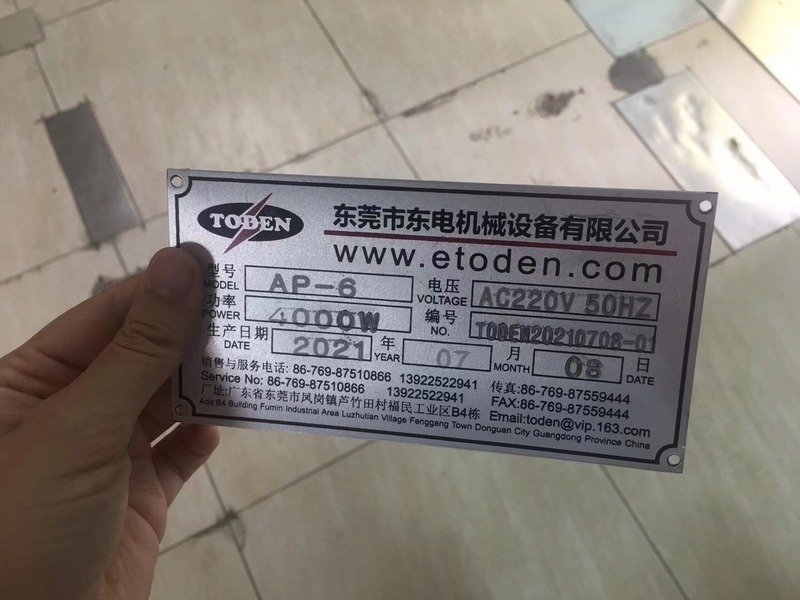 TODEN
东莞市东电机械设备有限公司
www.etoden.com
型号 MODEL AP-6 电压 VOLTAGE AC220V 50HZ
功率 POWER 4000W 编号 NO. TODEN20210708-01
生产日期 DATE 2021 年 YEAR 07 月 MONTH 08 日 DATE
销售与服务电话: 86-769-87510866 13922522941 传真:86-769-87559444
Service No: 86-769-87510866 13922522941 FAX:86-769-87559444
厂址:广东省东莞市凤岗镇芦竹田村福民工业区B4栋 Email:toden@vip.163.com
Add:B4 Building Fumin Industrial Area Luzhutian Village Fenggang Town Donguan City Guangdong Province China